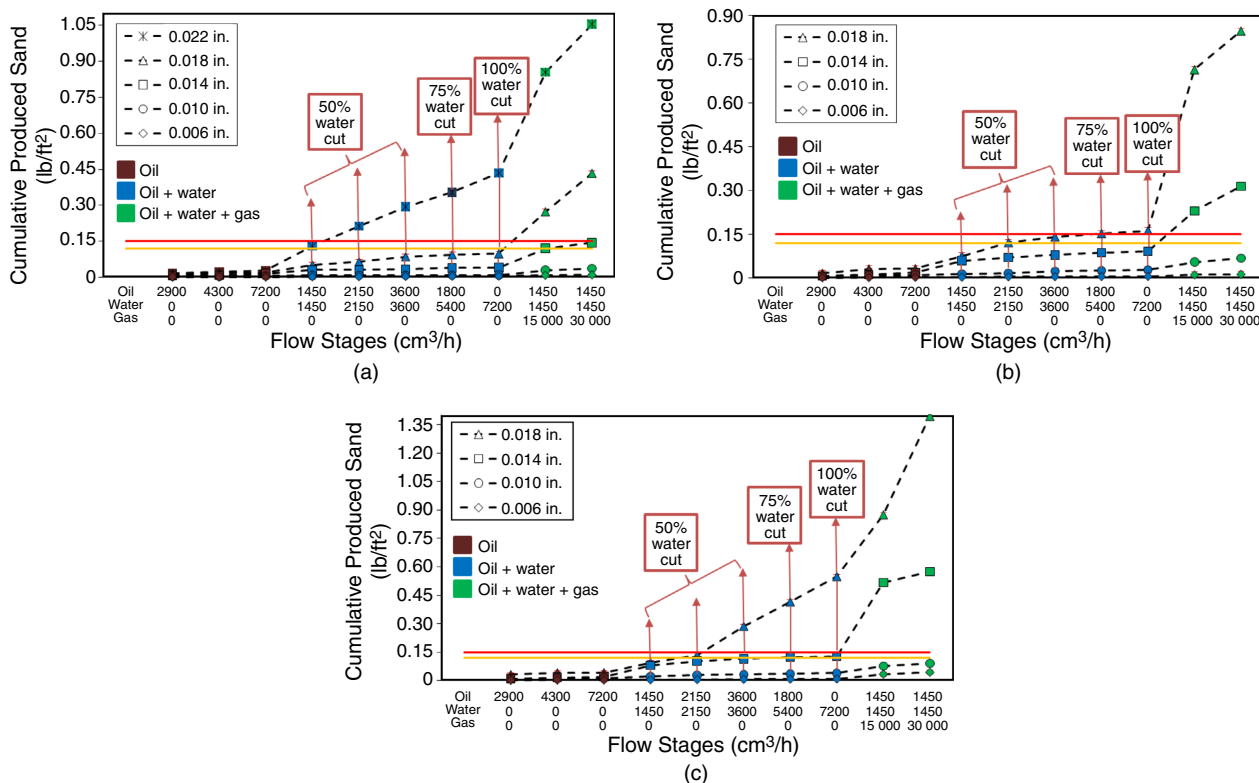 Cumulative Produced Sand
(lb/ft²)
1.05
0.90
0.75
0.60
0.45
0.30
0.15
0
0.022 in.
0.018 in.
0.014 in.
0.010 in.
0.006 in.
Oil
Oil + water
Oil + water + gas
50%
water
cut
75%
water
cut
100%
water
cut
Oil 2900 4300 7200 1450 2150 3600 1800 0 1450 1450
Water 0 0 0 1450 2150 3600 5400 7200 1450 1450
Gas 0 0 0 0 0 0 0 0 15 000 30 000
Flow Stages (cm³/h)
(a)
Cumulative Produced Sand
(lb/ft²)
0.90
0.75
0.60
0.45
0.30
0.15
0
0.018 in.
0.014 in.
0.010 in.
0.006 in.
Oil
Oil + water
Oil + water + gas
50%
water
cut
75%
water
cut
100%
water
cut
Oil 2900 4300 7200 1450 2150 3600 1800 0 1450 1450
Water 0 0 0 1450 2150 3600 5400 7200 1450 1450
Gas 0 0 0 0 0 0 0 0 15 000 30 000
Flow Stages (cm³/h)
(b)
Cumulative Produced Sand
(lb/ft²)
1.35
1.20
1.05
0.90
0.75
0.60
0.45
0.30
0.15
0
0.018 in.
0.014 in.
0.010 in.
0.006 in.
Oil
Oil + water
Oil + water + gas
50%
water
cut
75%
water
cut
100%
water
cut
Oil 2900 4300 7200 1450 2150 3600 1800 0 1450 1450
Water 0 0 0 1450 2150 3600 5400 7200 1450 1450
Gas 0 0 0 0 0 0 0 0 15 000 30 000
Flow Stages (cm³/h)
(c)